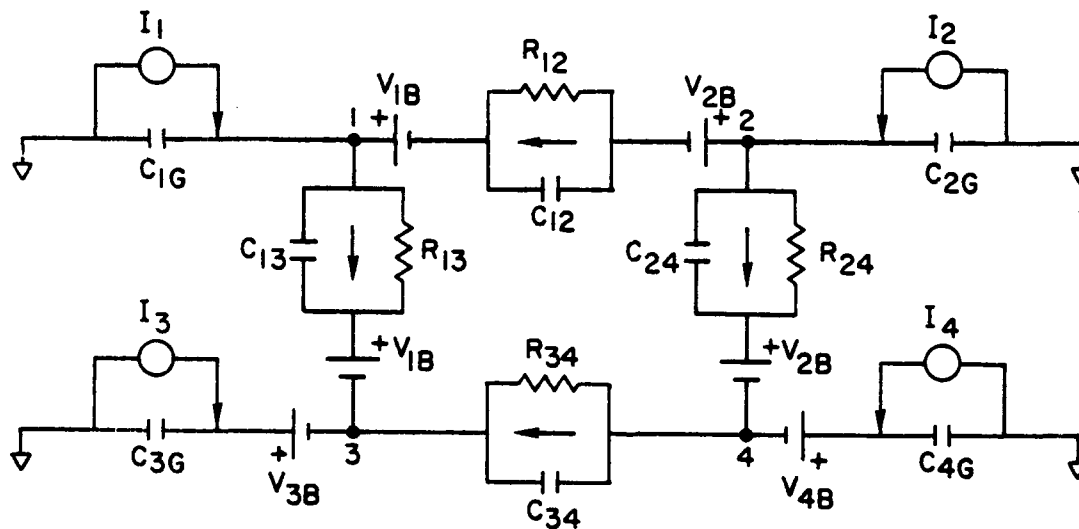 I1
I2
R12
V1B
V2B
1
+
+
2
C1G
C2G
C12
C13
R13
C24
R24
I3
I4
+
V1B
R34
+
V2B
C3G
+
V3B
3
4
+
V4B
C4G
C34